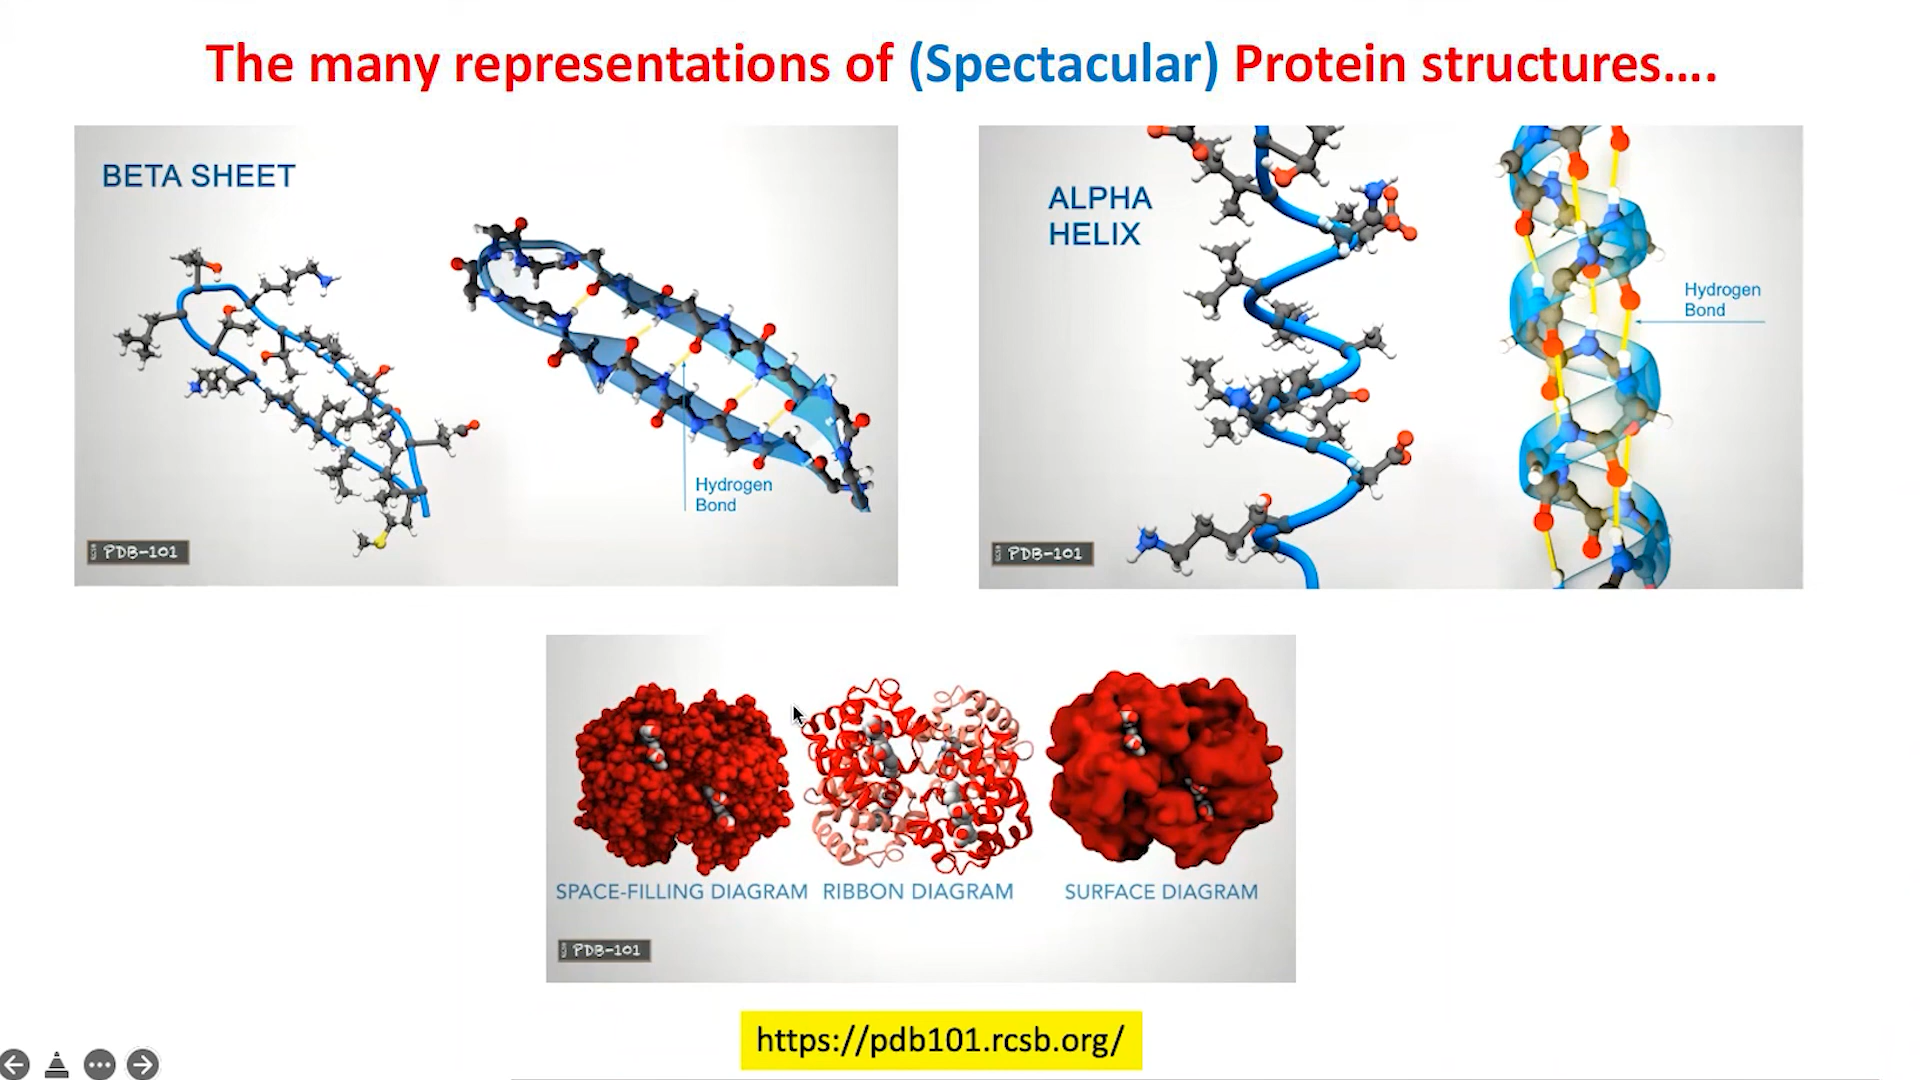 The many representations of (Spectacular) Protein structures....
BETA SHEET
Hydrogen
Bond
PDB-101
ALPHA
HELIX
Hydrogen
Bond
PDB-101
SPACE-FILLING DIAGRAM
RIBBON DIAGRAM
SURFACE DIAGRAM
PDB-101
https://pdb101.rcsb.org/